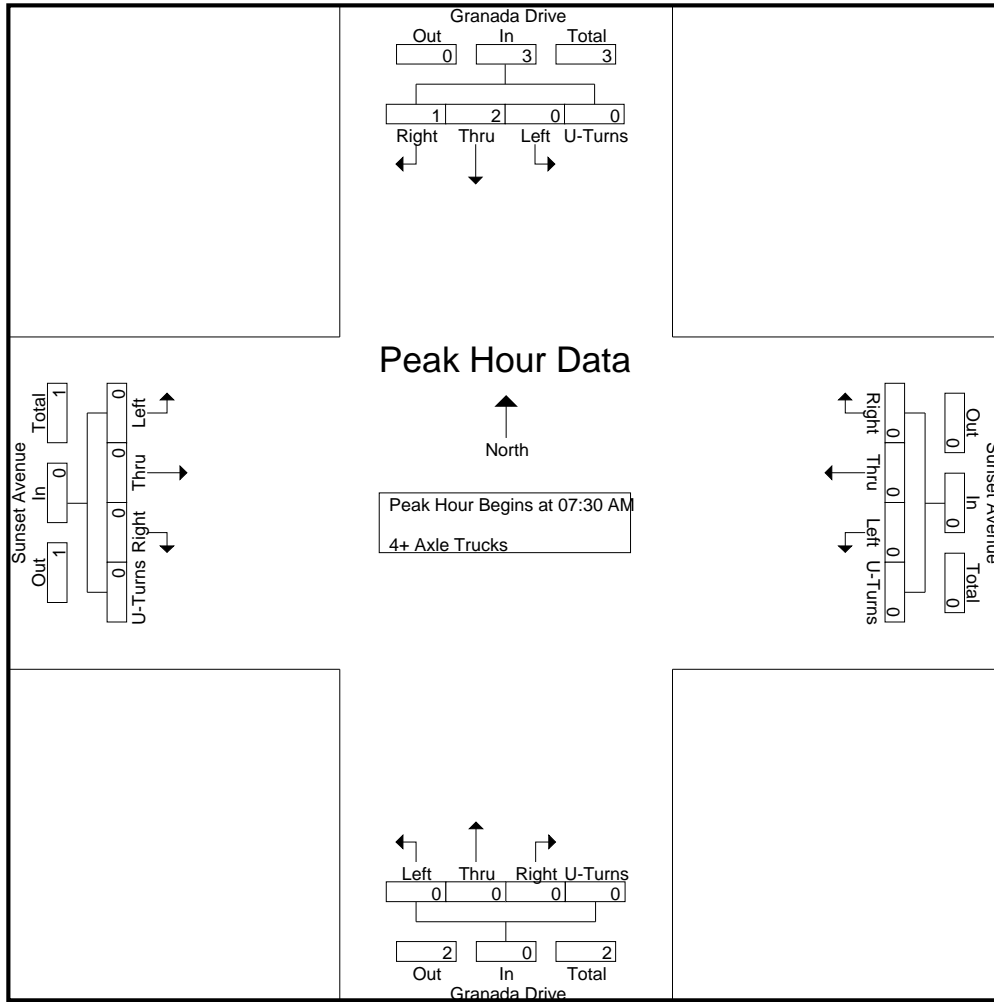 Granada Drive
Out In Total
0 3 3
1 2 0 0
Right Thru Left U-Turns
Peak Hour Data
North
Peak Hour Begins at 07:30 AM
4+ Axle Trucks
Sunset Avenue
Total In Out
1 0 1
0 0 0 0
Left Thru Right U-Turns
Right Thru Left U-Turns
0 0 0 0
Out In Total
0 0 0
Sunset Avenue
Left Thru Right U-Turns
0 0 0 0
2 0 2
Out In Total
Granada Drive